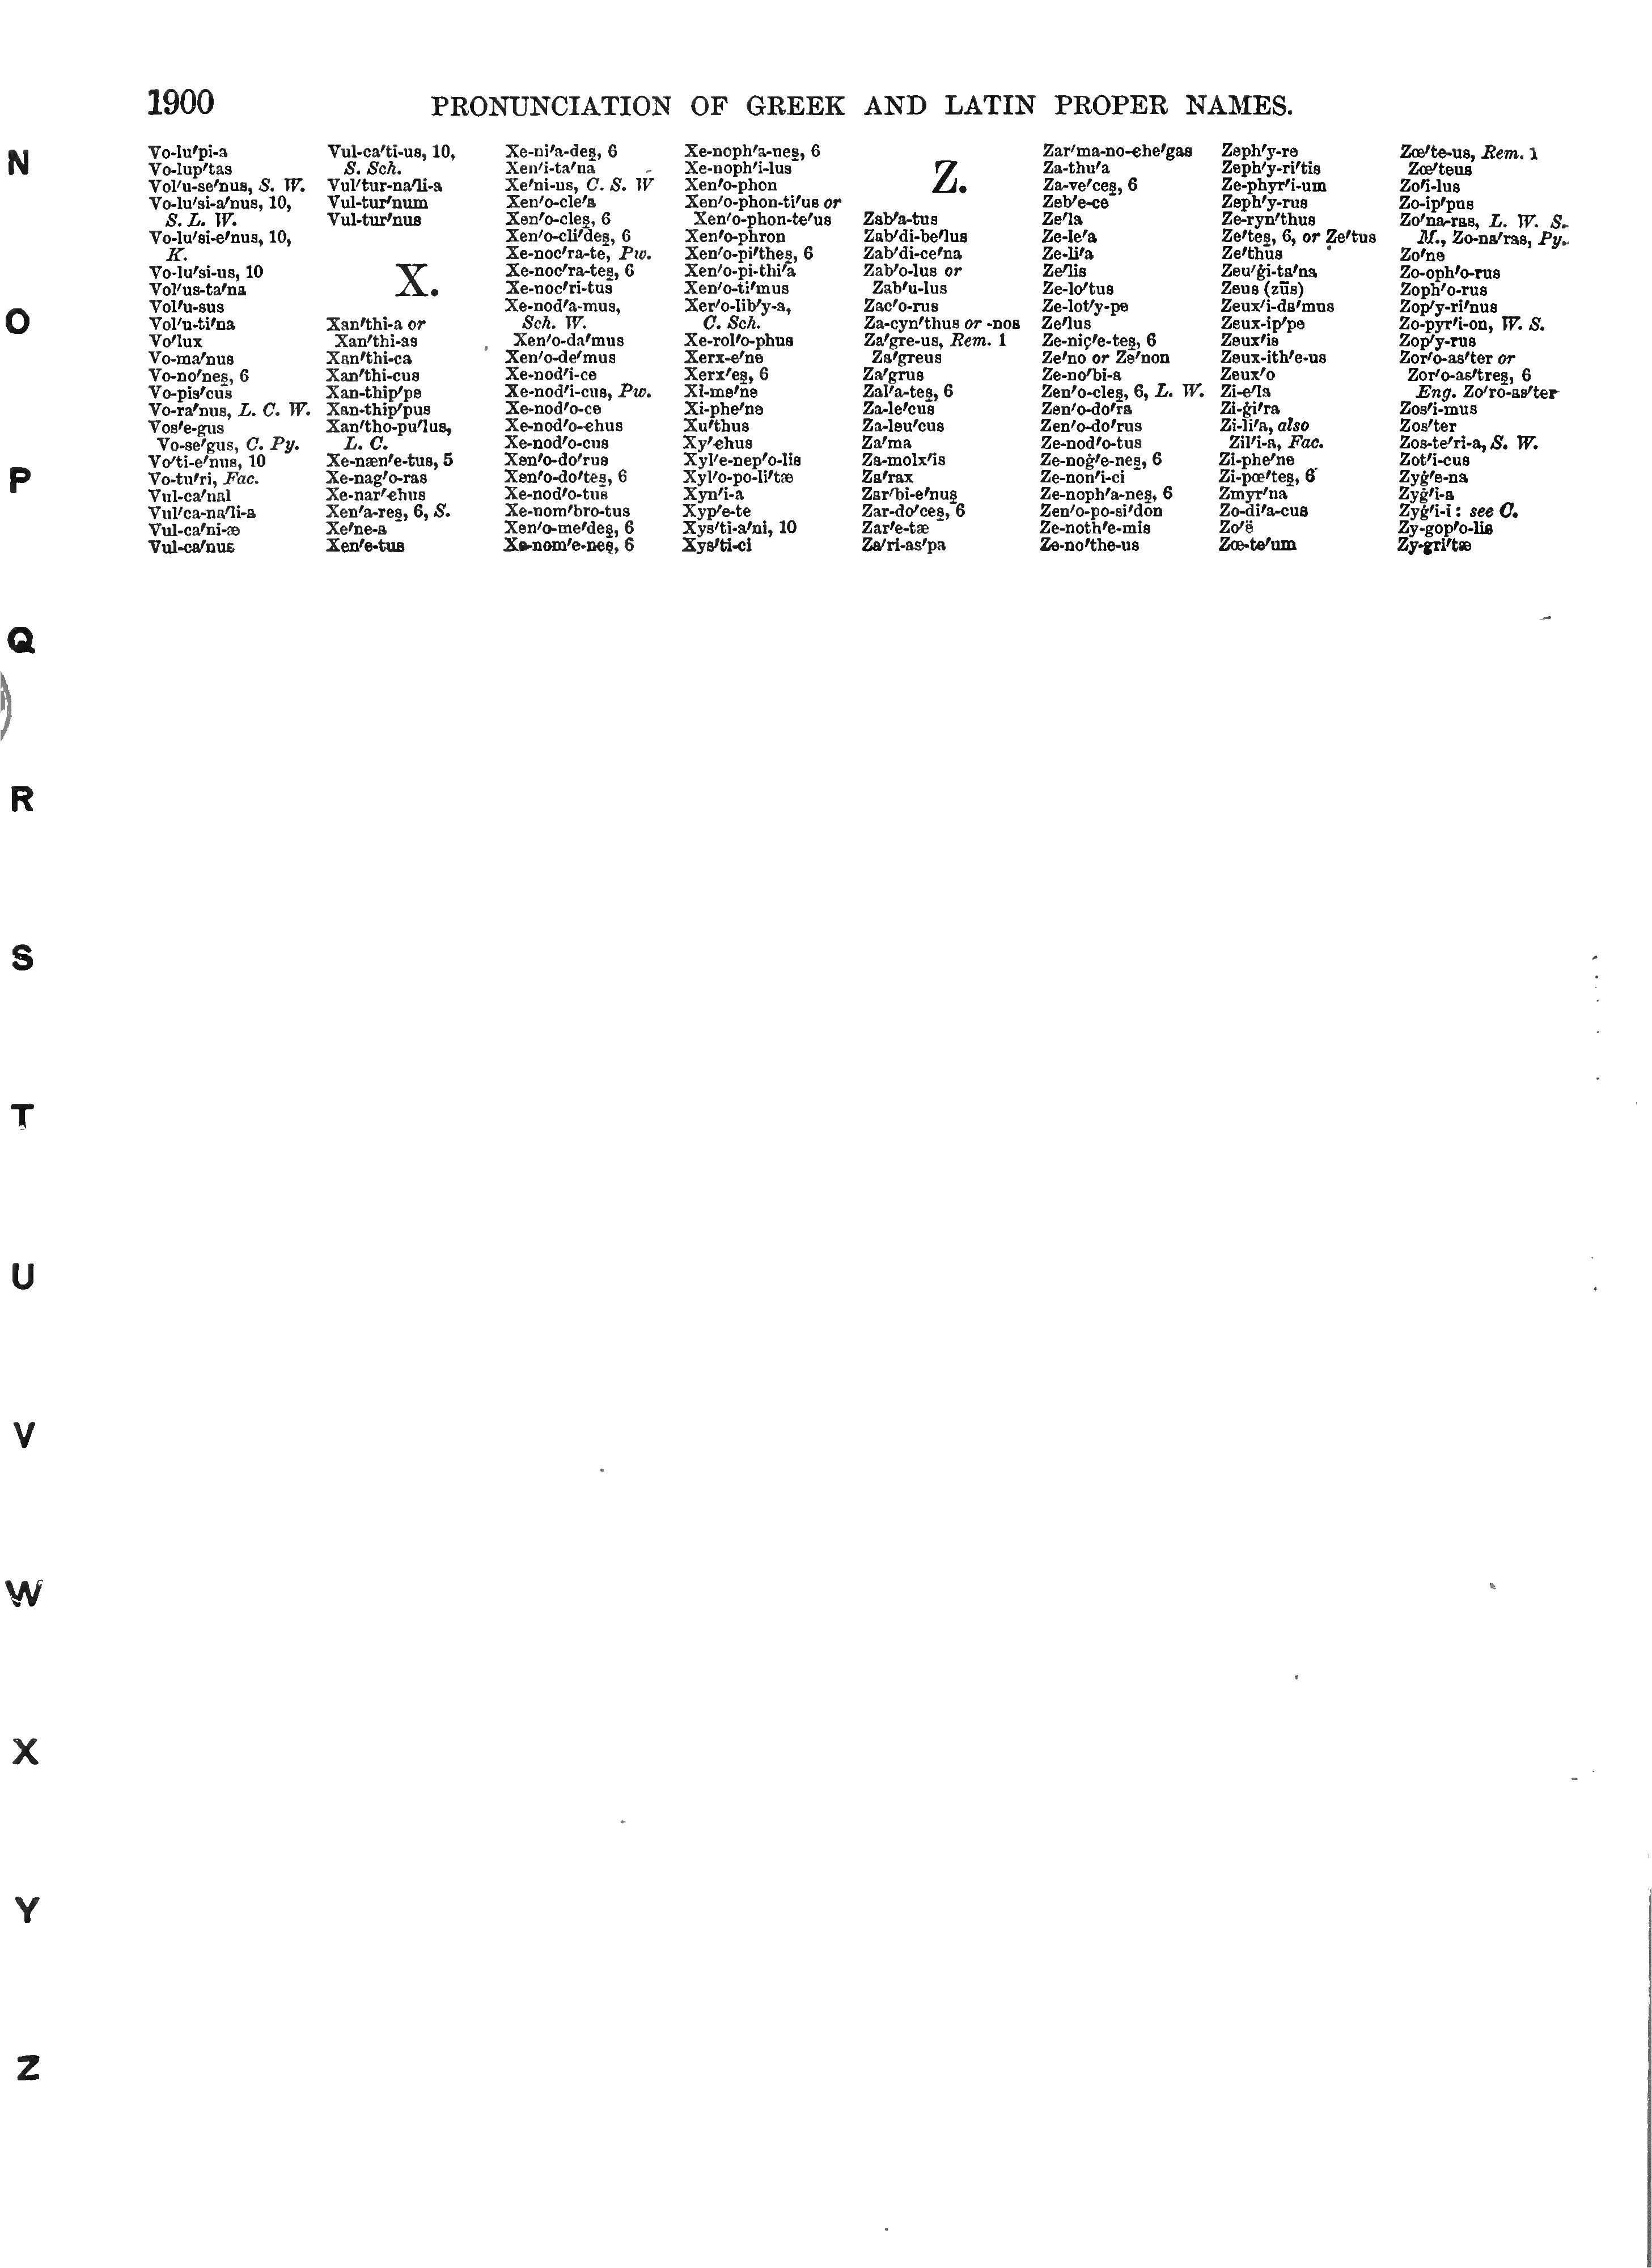 1900
PRONUNCIATION OF GREEK AND LATIN PROPER NAMES.
Vo-lu′pi-a
Vo-lup′tas
Vol′u-se′nus, S. W.
Vo-lu′si-a′nus, 10,
S. L. W.
Vo-lu′si-e′nus, 10,
K.
Vo-lu′si-us, 10
Vol′us-ta′na
Vol′u-sus
Vol′u-ti′na
Vo′lux
Vo-ma′nus
Vo-no′neş, 6
Vo-pis′cus
Vo-ra′nus, L. C. W.
Vos′e-gus
Vo-se′gus, C. Py.
Vo′ti-e′nus, 10
Vo-tu′ri, Fac.
Vul-ca′nal
Vul′ca-na′li-a
Vul-ca′ni-æ
Vul-ca′nus
Vul-ca′ti-us, 10,
S. Sch.
Vul′tur-na′li-a
Vul-tur′num
Vul-tur′nus
X.
Xan′thi-a or
Xan′thi-as
Xan′thi-ca
Xan′thi-cus
Xan-thip′pe
Xan-thip′pus
Xan′tho-pu′lus,
L. C.
Xe-næn′e-tus, 5
Xe-nag′o-ras
Xe-nar′ɇhus
Xen′a-reş, 6, S.
Xe′ne-a
Xen′e-tus
Xe-ni′a-deş, 6
Xen′i-ta′na
Xe′ni-us, C. S. W
Xen′o-cle′a
Xen′o-cleş, 6
Xen′o-cli′deş, 6
Xe-noc′ra-te, Pw.
Xe-noc′ra-teş, 6
Xe-noc′ri-tus
Xe-nod′a-mus,
Sch. W.
Xen′o-da′mus
Xen′o-de′mus
Xe-nod′i-ce
Xe-nod′i-cus, Pw.
Xe-nod′o-ce
Xe-nod′o-ɇhus
Xe-nod′o-cus
Xen′o-do′rus
Xen′o-do′teş, 6
Xe-nod′o-tus
Xe-nom′bro-tus
Xen′o-me′deş, 6
Xe-nom′e-neş, 6
Xe-noph′a-neş, 6
Xe-noph′i-lus
Xen′o-phon
Xen′o-phon-ti′us or
Xen′o-phon-te′us
Xen′o-phron
Xen′o-pi′theş, 6
Xen′o-pi-thi′a
Xen′o-ti′mus
Xer′o-lib′y-a,
C. Sch.
Xe-rol′o-phus
Xerx-e′ne
Xerx′eş, 6
Xi-me′ne
Xi-phe′ne
Xu′thus
Xy′ɇhus
Xyl′e-nep′o-lis
Xyl′o-po-li′tæ
Xyn′i-a
Xyp′e-te
Xys′ti-a′ni, 10
Xys′ti-ci
Z.
Zab′a-tus
Zab′di-be′lus
Zab′di-ce′na
Zab′o-lus or
Zab′u-lus
Zac′o-rus
Za-cyn′thus or -nos
Za′gre-us, Rem. 1
Za′greus
Za′grus
Zal′a-teş, 6
Za-le′cus
Za-leu′cus
Za′ma
Za-molx′is
Za′rax
Zar′bi-e′nuş
Zar-do′ceş, 6
Zar′e-tæ
Za′ri-as′pa
Zar′ma-no-ɇhe′gas
Za-thu′a
Za-ve′ceş, 6
Zeb′e-ce
Ze′la
Ze-le′a
Ze-li′a
Ze′lis
Ze-lo′tus
Ze-lot′y-pe
Ze′lus
Ze-niç′e-teş, 6
Ze′no or Ze′non
Ze-no′bi-a
Zen′o-cleş, 6, L. W.
Zen′o-do′ra
Zen′o-do′rus
Ze-nod′o-tus
Ze-noġ′e-neş, 6
Ze-non′i-ci
Ze-noph′a-neş, 6
Zen′o-po-si′don
Ze-noth′e-mis
Ze-no′the-us
Zeph′y-re
Zeph′y-ri′tis
Ze-phyr′i-um
Zeph′y-rus
Ze-ryn′thus
Ze′teş, 6, or Ze′tus
Ze′thus
Zeu′ġi-ta′na
Zeus (zūs)
Zeux′i-da′mus
Zeux-ip′pe
Zeux′is
Zeux-ith′e-us
Zeux′o
Zi-e′la
Zi-ġi′ra
Zi-li′a, also
Zil′i-a, Fac.
Zi-phe′ne
Zi-pœ′teş, 6
Zmyr′na
Zo-di′a-cus
Zo′ë
Zœ-te′um
Zœ′te-us, Rem. 1
Zœ′teus
Zo′i-lus
Zo-ip′pus
Zo′na-ras, L. W. S.
M., Zo-na′ras, Py.
Zo′ne
Zo-oph′o-rus
Zoph′o-rus
Zop′y-ri′nus
Zo-pyr′i-on, W. S.
Zop′y-rus
Zor′o-as′ter or
Zor′o-as′treş, 6
Eng. Zo′ro-as′ter
Zos′i-mus
Zos′ter
Zos-te′ri-a, S. W.
Zot′i-cus
Zyġ′e-na
Zyġ′i-a
Zyġ′i-i : see C.
Zy-gop′o-lis
Zy-gri′tæ
N
O
P
Q
R
S
T
U
V
W
X
Y
Z